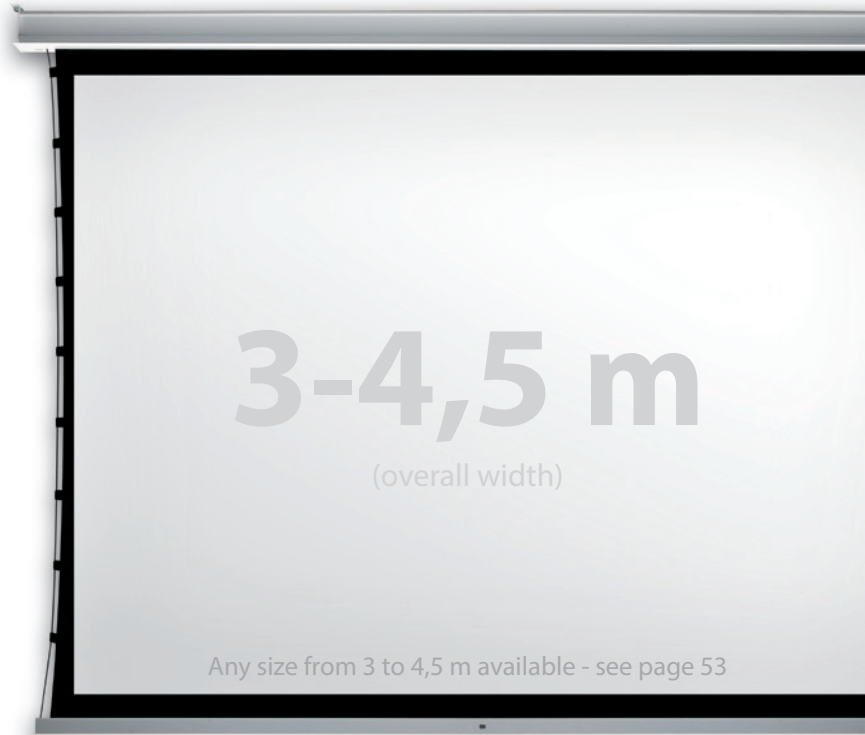 3-4,5 m
(overall width)
Any size from 3 to 4,5 m available - see page 53